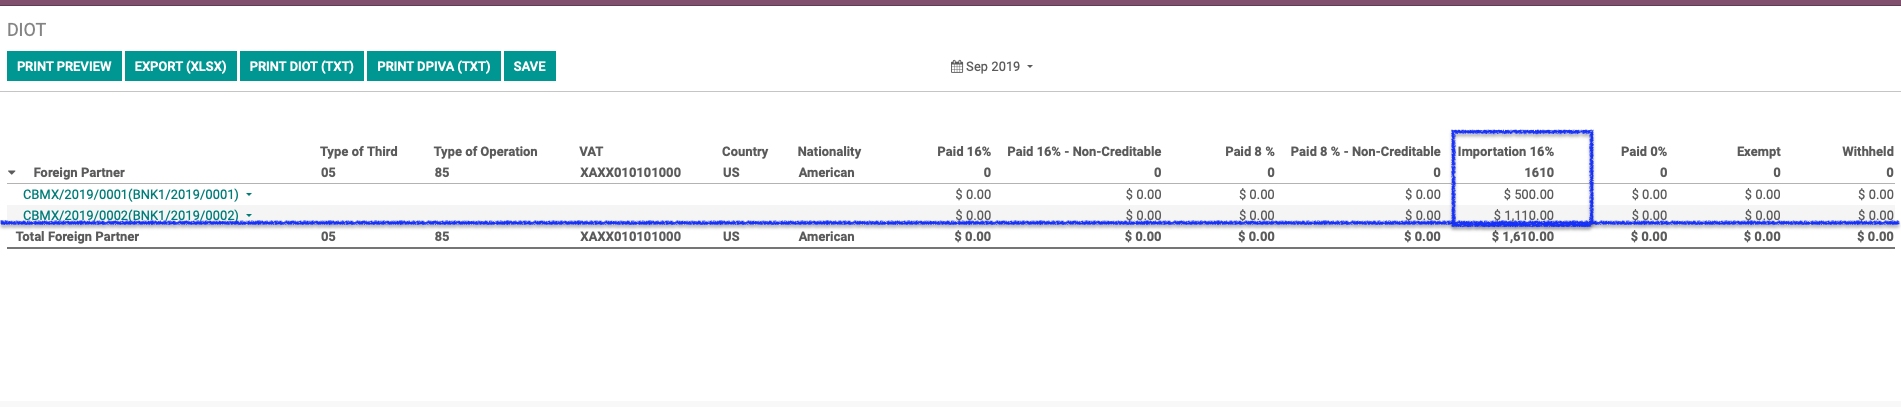 DIOT
PRINT PREVIEW EXPORT (XLSX) PRINT DIOT (TXT) PRINT DPIVA (TXT) SAVE Sep 2019
Type of Third Type of Operation VAT Country Nationality Paid 16% Paid 16% - Non-Creditable Paid 8 % Paid 8 % - Non-Creditable Importation 16% Paid 0% Exempt Withheld
Foreign Partner 05 85 XAXX010101000 US American 0 0 0 0 1610 0 0 0
CBMX/2019/0001(BNK1/2019/0001) $ 0.00 $ 0.00 $ 0.00 $ 0.00 $ 500.00 $ 0.00 $ 0.00 $ 0.00
CBMX/2019/0002(BNK1/2019/0002) $ 0.00 $ 0.00 $ 0.00 $ 0.00 $ 1,110.00 $ 0.00 $ 0.00 $ 0.00
Total Foreign Partner 05 85 XAXX010101000 US American $ 0.00 $ 0.00 $ 0.00 $ 0.00 $ 1,610.00 $ 0.00 $ 0.00 $ 0.00